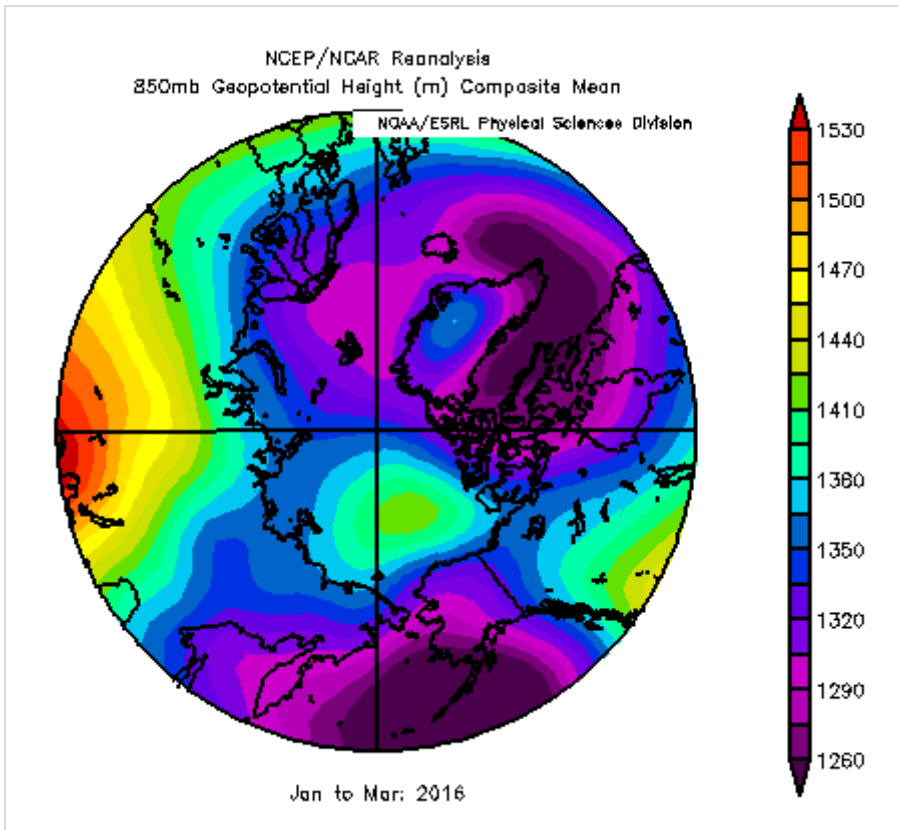 NCEP/NCAR Reanalysis
850mb Geopotential Height (m) Composite Mean
NOAA/ESRL Physical Sciences Division
1530
1500
1470
1440
1410
1380
1350
1320
1290
1260
Jan to Mar: 2016